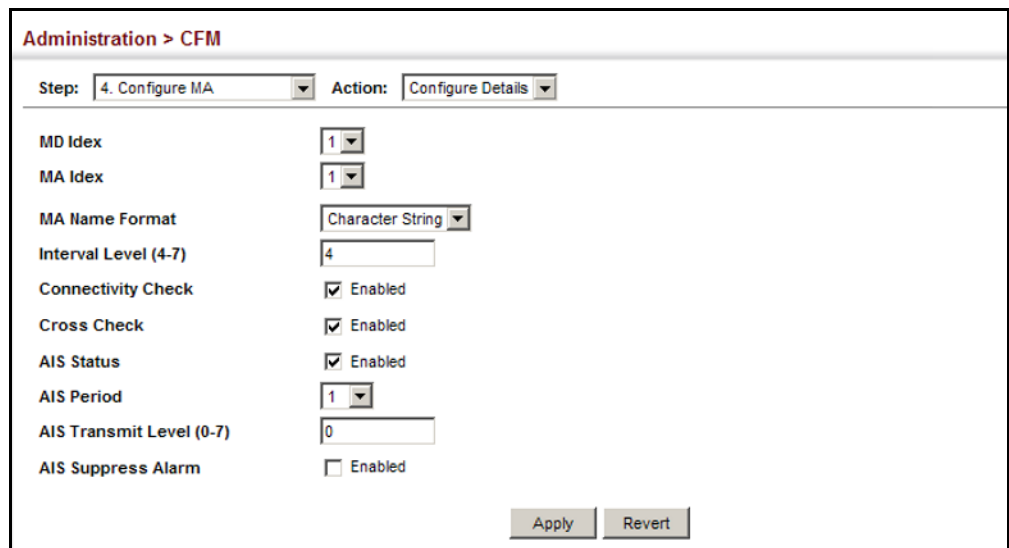 Administration > CFM
Step: 4. Configure MA Action: Configure Details
MD Idex 1
MA Idex 1
MA Name Format Character String
Interval Level (4-7) 4
Connectivity Check Enabled
Cross Check Enabled
AIS Status Enabled
AIS Period 1
AIS Transmit Level (0-7) 0
AIS Suppress Alarm Enabled
Apply Revert